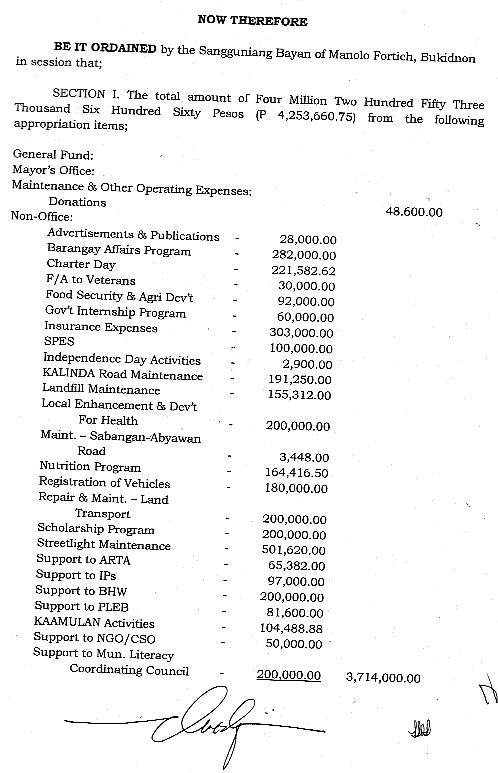 NOW THEREFORE
BE IT ORDAINED by the Sangguniang Bayan of Manolo Fortich, Bukidnon
in session that;
SECTION I. The total amount of Four Million Two Hundred Fifty Three
Thousand Six Hundred Sixty Pesos (P 4,253,660.75) from the following
appropriation items;
General Fund:
Mayor's Office:
Maintenance & Other Operating Expenses:
Donations 48.600.00
Non-Office:
Advertisements & Publications - 28,000.00
Barangay Affairs Program - 282,000.00
Charter Day - 221,582.62
F/A to Veterans - 30,000.00
Food Security & Agri Dev't - 92,000.00
Gov't Internship Program - 60,000.00
Insurance Expenses - 303,000.00
SPES - 100,000.00
Independence Day Activities - 2,900.00
KALINDA Road Maintenance - 191,250.00
Landfill Maintenance - 155,312.00
Local Enhancement & Dev't
For Health - 200,000.00
Maint. – Sabangan-Abyawan
Road - 3,448.00
Nutrition Program - 164,416.50
Registration of Vehicles - 180,000.00
Repair & Maint. – Land
Transport - 200,000.00
Scholarship Program - 200,000.00
Streetlight Maintenance - 501,620.00
Support to ARTA - 65,382.00
Support to IPs - 97,000.00
Support to BHW - 200,000.00
Support to PLEB - 81,600.00
KAAMULAN Activities - 104,488.88
Support to NGO/CSO - 50,000.00
Support to Mun. Literacy
Coordinating Council - 200,000.00 3,714,000.00